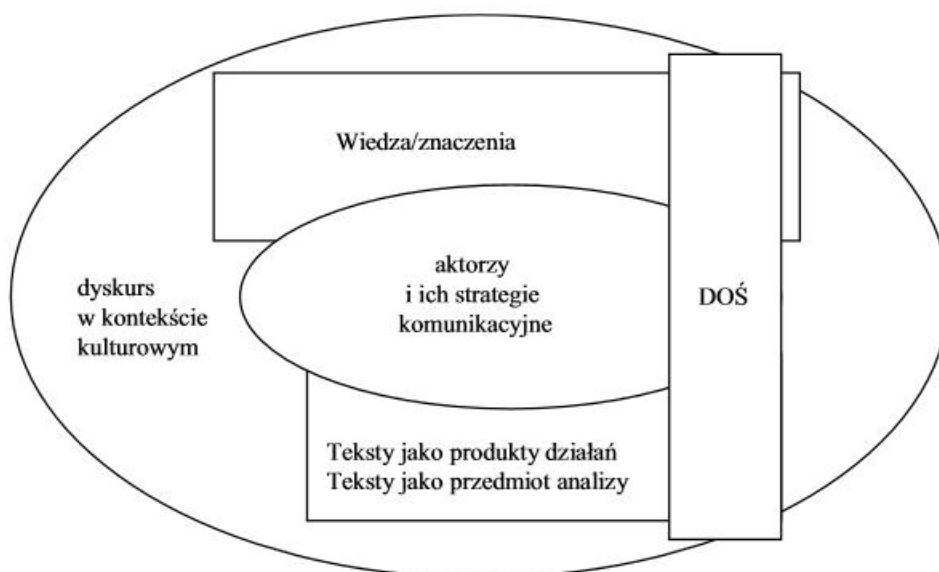 Wiedza/znaczenia
aktorzy
i ich strategie
komunikacyjne
DOŚ
dyskurs
w kontekście
kulturowym
Teksty jako produkty działań
Teksty jako przedmiot analizy